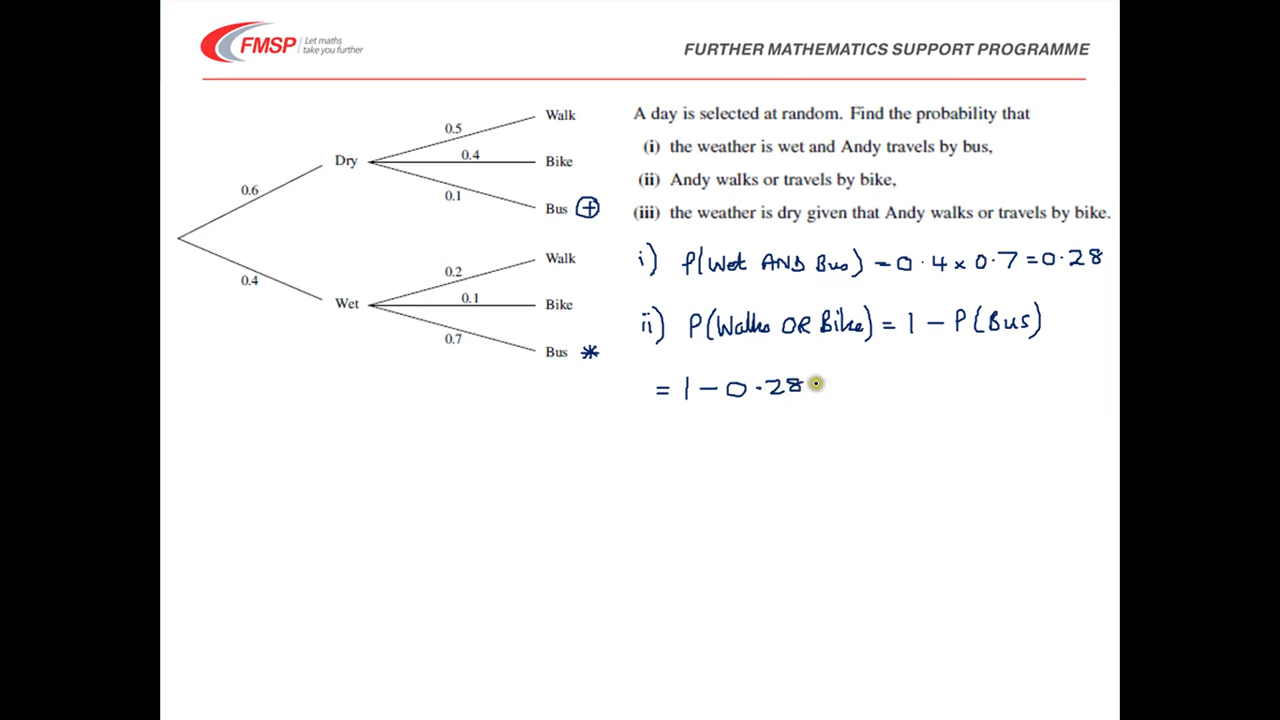 FMSP Let maths
take you further
FURTHER MATHEMATICS SUPPORT PROGRAMME
0.6
0.4
Dry
0.5
0.4
0.1
Walk
Bike
Bus
Wet
0.2
0.1
0.7
Walk
Bike
Bus *
A day is selected at random. Find the probability that
(i) the weather is wet and Andy travels by bus,
(ii) Andy walks or travels by bike,
(iii) the weather is dry given that Andy walks or travels by bike.
i) P(Wet AND Bus) = 0.4 × 0.7 = 0.28
ii) P(Walks OR Bike) = 1 - P(Bus)
= 1 - 0.28